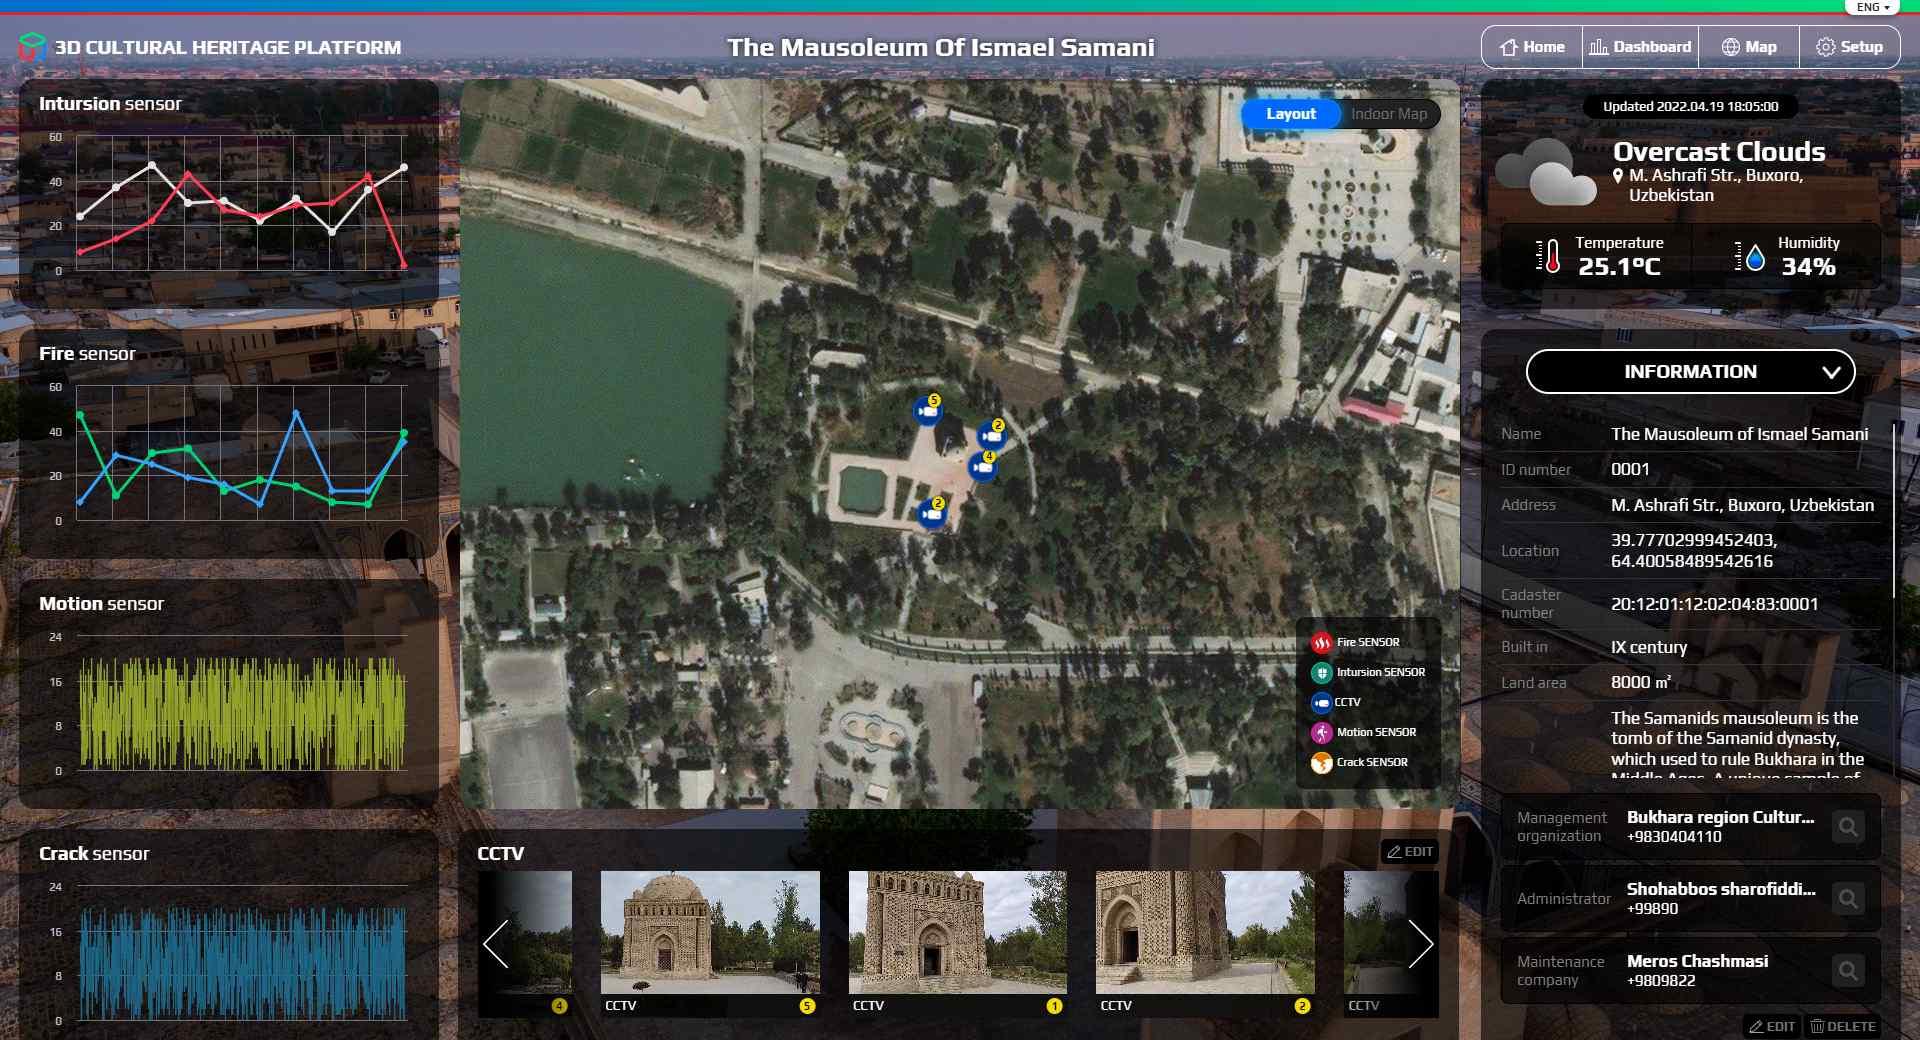 ENG
3D CULTURAL HERITAGE PLATFORM
The Mausoleum Of Ismael Samani
Home
Dashboard
Map
Setup
Intursion sensor
60
40
20
0
Fire sensor
60
40
20
0
Motion sensor
24
16
8
0
Crack sensor
24
16
8
0
Layout
Indoor Map
5
2
4
2
Fire SENSOR
Intursion SENSOR
CCTV
Motion SENSOR
Crack SENSOR
CCTV
EDIT
4
CCTV 5
CCTV 1
CCTV 2
CCTV
Updated 2022.04.19 18:05:00
Overcast Clouds
M. Ashrafi Str., Buxoro,
Uzbekistan
Temperature
25.1°C
Humidity
34%
INFORMATION
Name The Mausoleum of Ismael Samani
ID number 0001
Address M. Ashrafi Str., Buxoro, Uzbekistan
Location 39.77702999452403,
64.40058489542616
Cadaster
number
20:12:01:12:02:04:83:0001
Built in IX century
Land area 8000 ㎡
The Samanids mausoleum is the
tomb of the Samanid dynasty,
which used to rule Bukhara in the
Middle Ages. A unique sample of
Management
organization
Bukhara region Cultur...
+9830404110
Administrator
Shohabbos sharofiddi...
+99890
Maintenance
company
Meros Chashmasi
+9809822
EDIT
DELETE